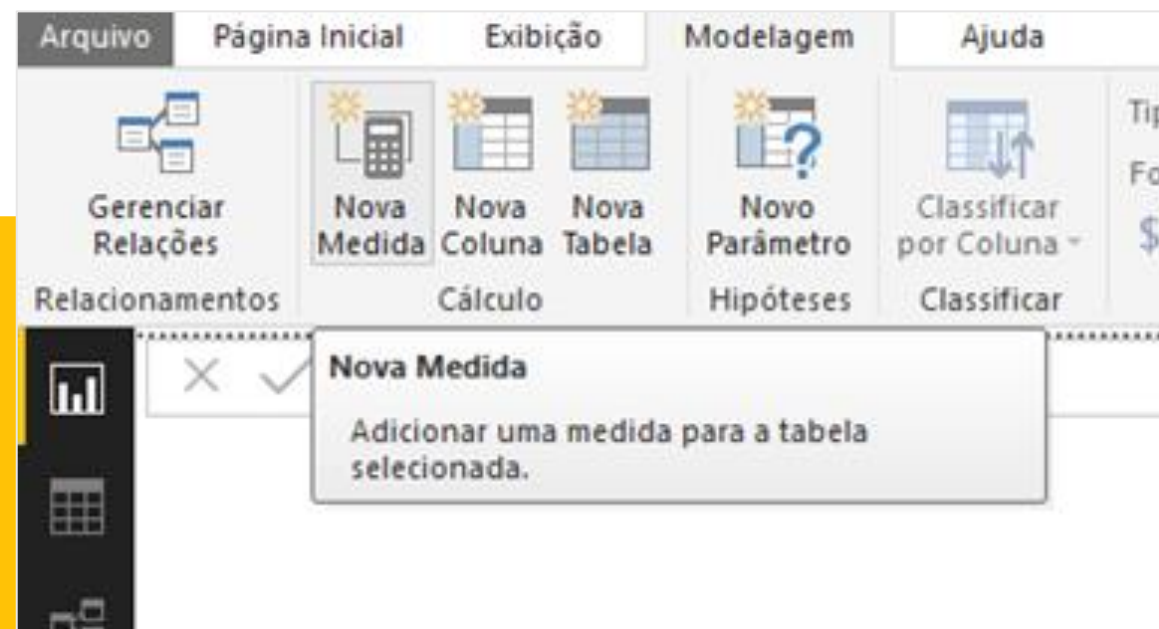 Arquivo Página Inicial Exibição Modelagem Ajuda
Gerenciar Relações
Nova Medida
Nova Coluna
Nova Tabela
Novo Parâmetro
Classificar por Coluna
$
Relacionamentos Cálculo Hipóteses Classificar
Nova Medida
Adicionar uma medida para a tabela
selecionada.